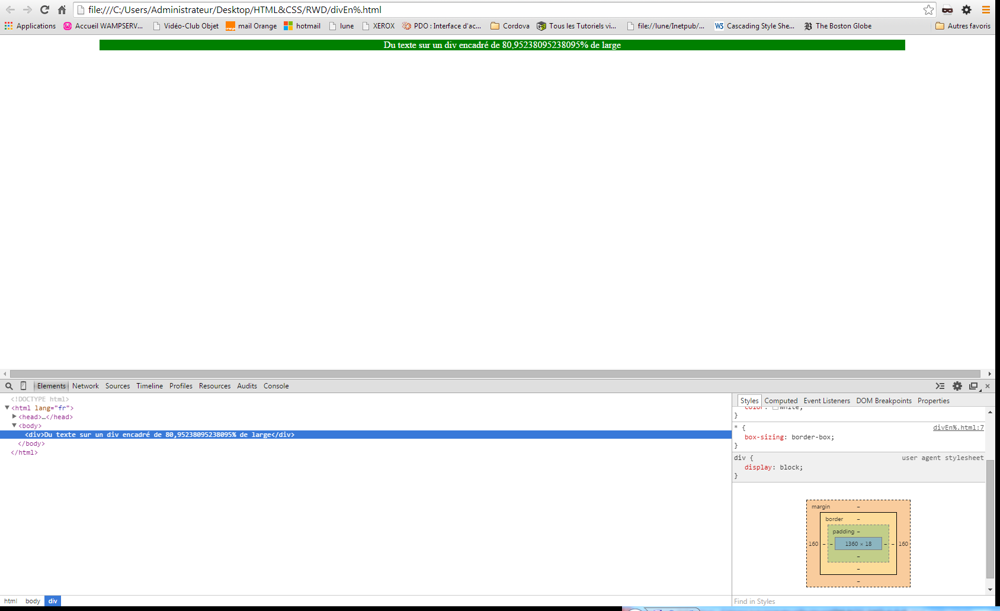 file:///C:/Users/Administrateur/Desktop/HTML&CSS/RWD/divEn%.html
Applications Accueil WAMPSERV... Vidéo-Club Objet mail Orange hotmail lune XEROX PDO : Interface d'ac... Cordova Tous les Tutoriels vi... file://lune/Inetpub/... W3 Cascading Style She... The Boston Globe Autres favoris
Du texte sur un div encadré de 80,95238095238095% de large
Elements Network Sources Timeline Profiles Resources Audits Console
<!DOCTYPE html>
<html lang="fr">
<head>…</head>
<body>
<div>Du texte sur un div encadré de 80,95238095238095% de large</div>
</body>
</html>
html body div
Styles Computed Event Listeners DOM Breakpoints Properties
color: white;
}
* { divEn%.html:7
box-sizing: border-box;
}
div { user agent stylesheet
display: block;
}
margin –
border –
padding –
160 – – 1360 × 18 – – 160
–
–
–
Find in Styles